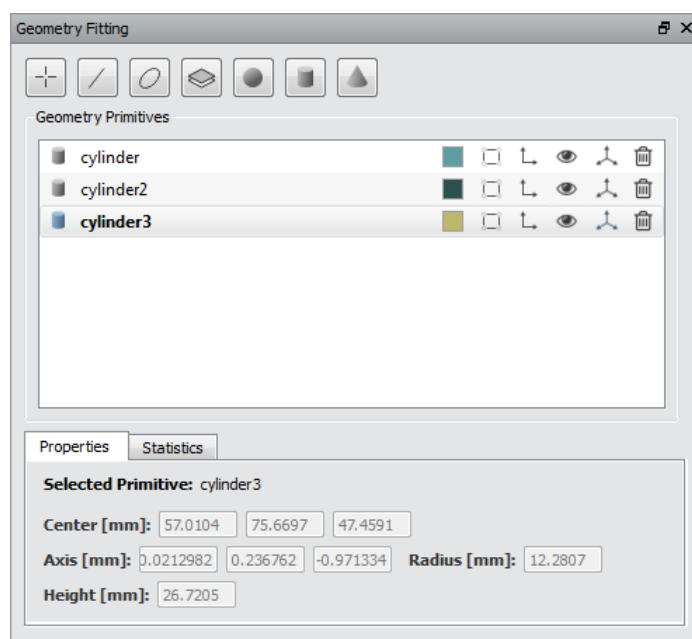 Geometry Fitting
Geometry Primitives
cylinder
cylinder2
cylinder3
Properties Statistics
Selected Primitive: cylinder3
Center [mm]: 57.0104 75.6697 47.4591
Axis [mm]: 0.0212982 0.236762 -0.971334 Radius [mm]: 12.2807
Height [mm]: 26.7205